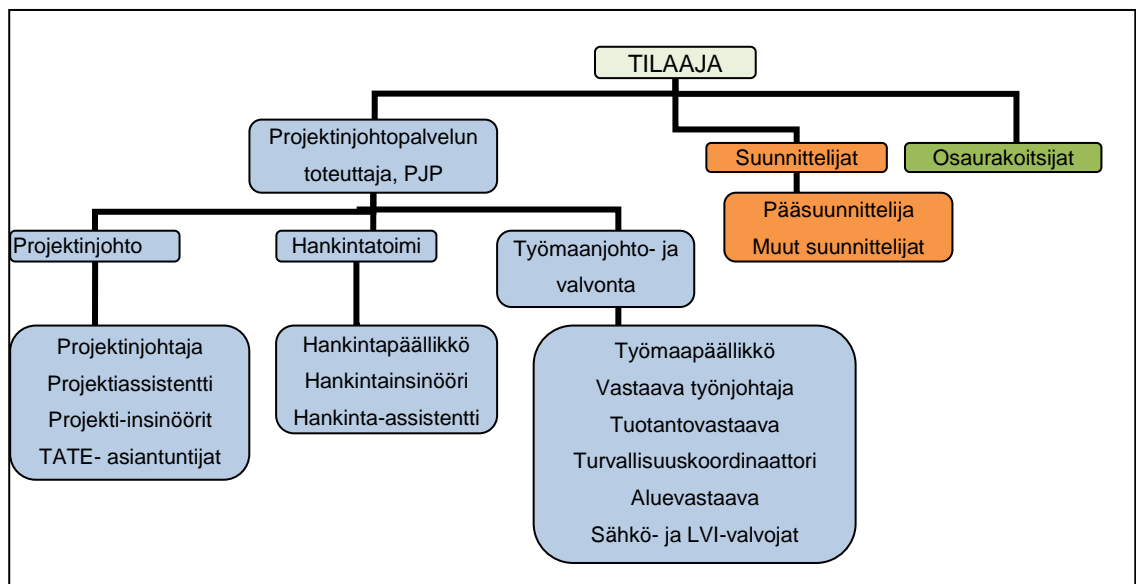 TILAAJA
Projektinjohtopalvelun
toteuttaja, PJP
Suunnittelijat
Osaurakoitsijat
Pääsuunnittelija
Muut suunnittelijat
Projektinjohto
Hankintatoimi
Työmaanjohto- ja
valvonta
Projektinjohtaja
Projektiassistentti
Projekti-insinöörit
TATE- asiantuntijat
Hankintapäällikkö
Hankintainsinööri
Hankinta-assistentti
Työmaapäällikkö
Vastaava työnjohtaja
Tuotantovastaava
Turvallisuuskoordinaattori
Aluevastaava
Sähkö- ja LVI-valvojat